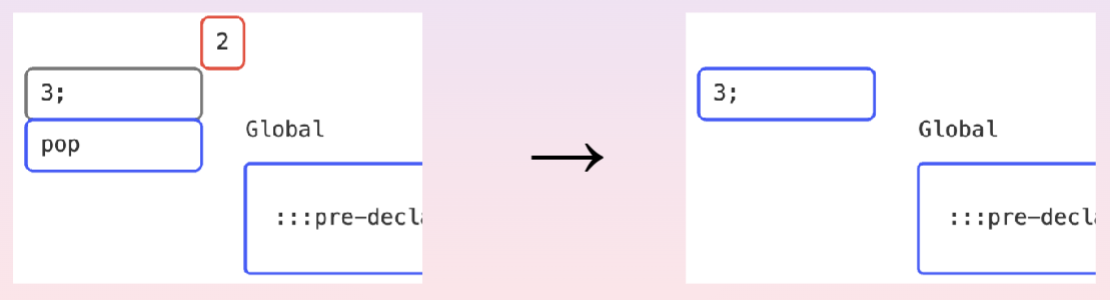 2
3;
pop
Global
:::pre-decla
3;
Global
:::pre-decla